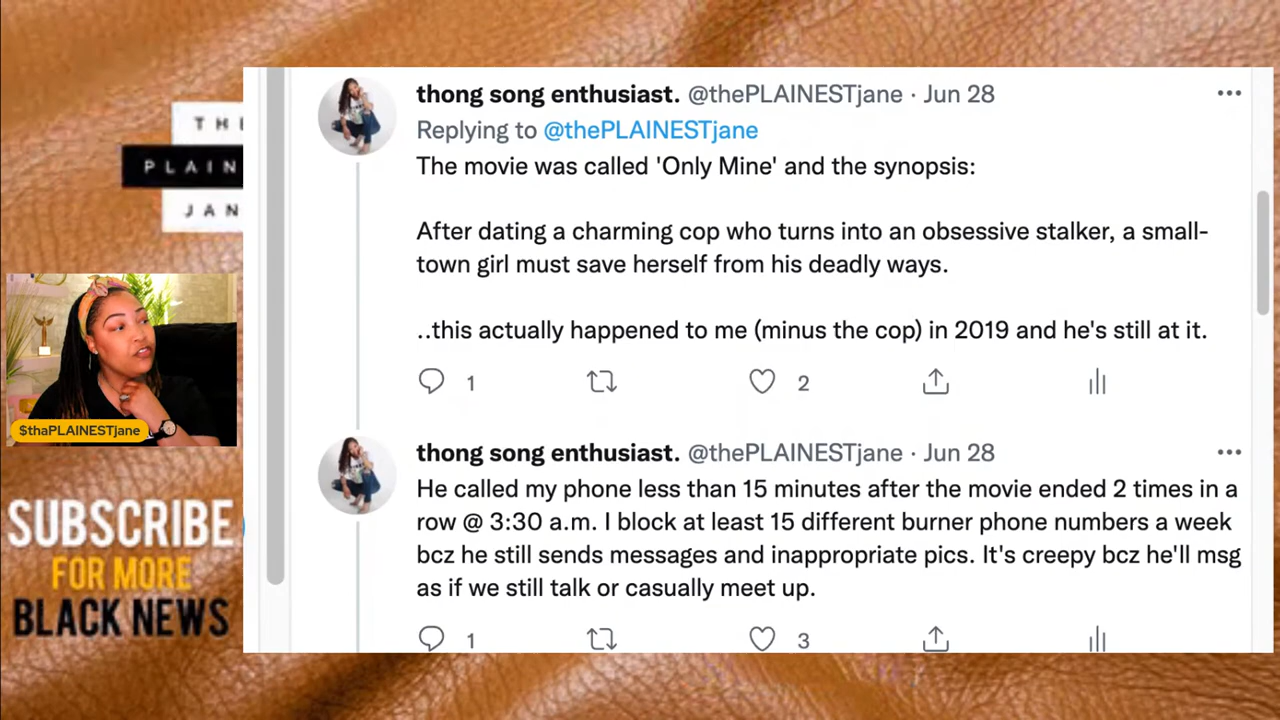 THE
PLAIN
JAN
$thaPLAINESTjane
SUBSCRIBE
FOR MORE
BLACK NEWS
thong song enthusiast. @thePLAINESTjane · Jun 28
Replying to @thePLAINESTjane
The movie was called 'Only Mine' and the synopsis:
After dating a charming cop who turns into an obsessive stalker, a small-
town girl must save herself from his deadly ways.
..this actually happened to me (minus the cop) in 2019 and he's still at it.
1
2
thong song enthusiast. @thePLAINESTjane · Jun 28
He called my phone less than 15 minutes after the movie ended 2 times in a
row @ 3:30 a.m. I block at least 15 different burner phone numbers a week
bcz he still sends messages and inappropriate pics. It's creepy bcz he'll msg
as if we still talk or casually meet up.
1
3